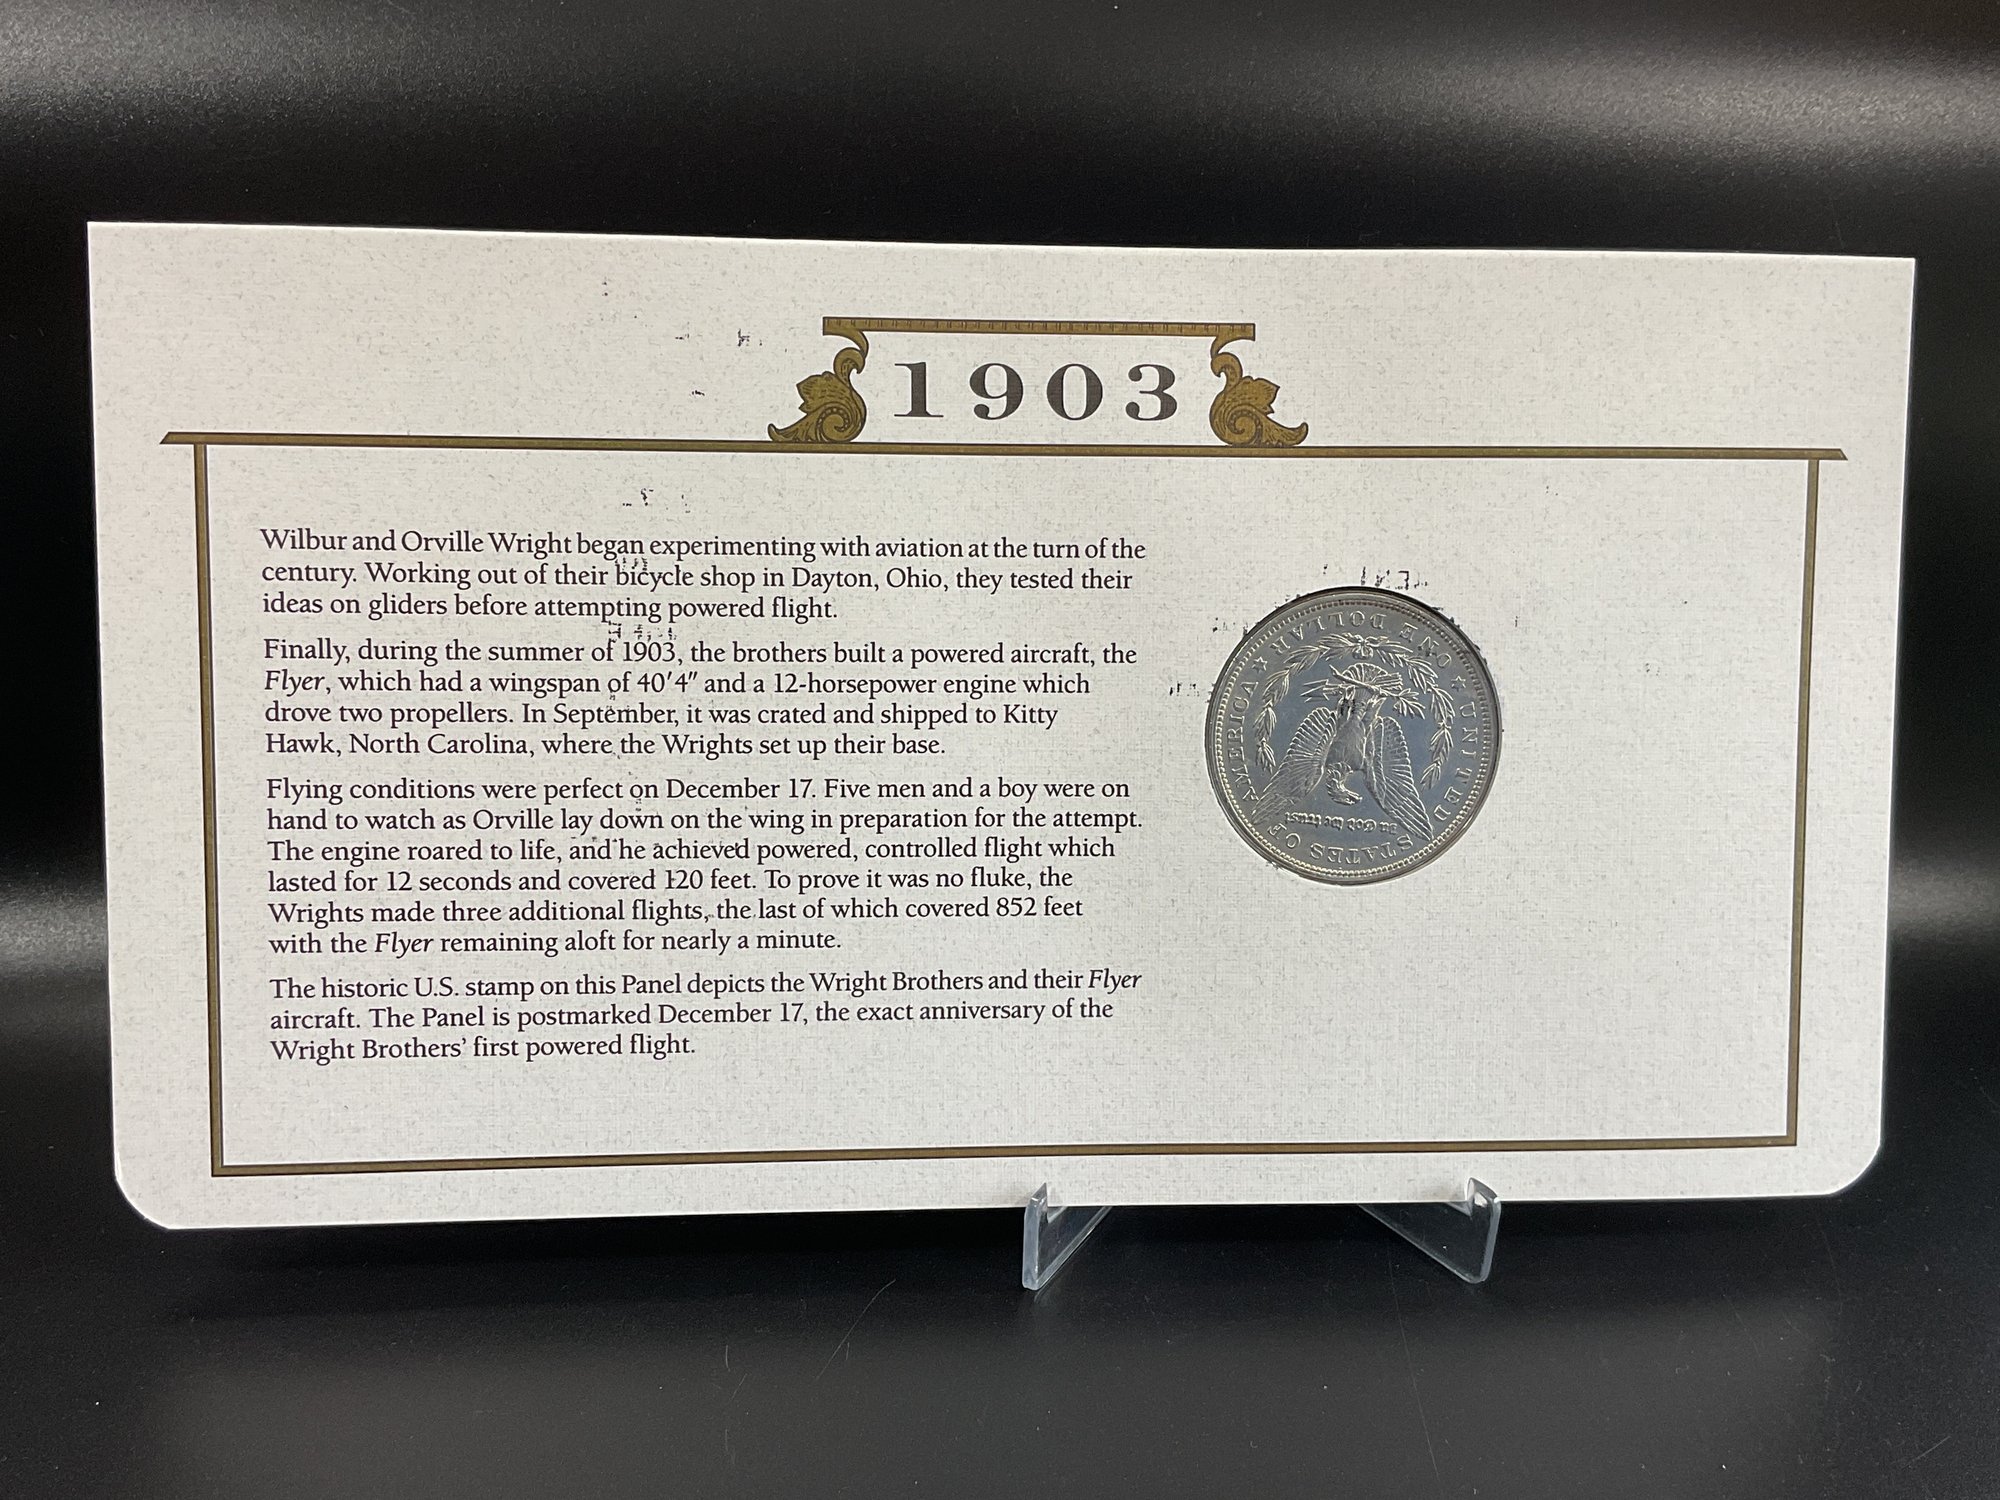 1903
Wilbur and Orville Wright began experimenting with aviation at the turn of the
century. Working out of their bicycle shop in Dayton, Ohio, they tested their
ideas on gliders before attempting powered flight.
Finally, during the summer of 1903, the brothers built a powered aircraft, the
Flyer, which had a wingspan of 40'4" and a 12-horsepower engine which
drove two propellers. In September, it was crated and shipped to Kitty
Hawk, North Carolina, where the Wrights set up their base.
Flying conditions were perfect on December 17. Five men and a boy were on
hand to watch as Orville lay down on the wing in preparation for the attempt.
The engine roared to life, and he achieved powered, controlled flight which
lasted for 12 seconds and covered 120 feet. To prove it was no fluke, the
Wrights made three additional flights, the last of which covered 852 feet
with the Flyer remaining aloft for nearly a minute.
The historic U.S. stamp on this Panel depicts the Wright Brothers and their Flyer
aircraft. The Panel is postmarked December 17, the exact anniversary of the
Wright Brothers' first powered flight.
UNITED STATES OF AMERICA
In God we trust
ONE DOLLAR